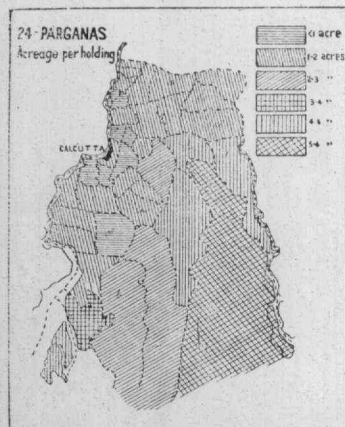 24-PARGANAS
Acreage per holding
<1 acre
1-2 acres
2-3 "
3-4 "
4-5 "
5-6 "
CALCUTTA